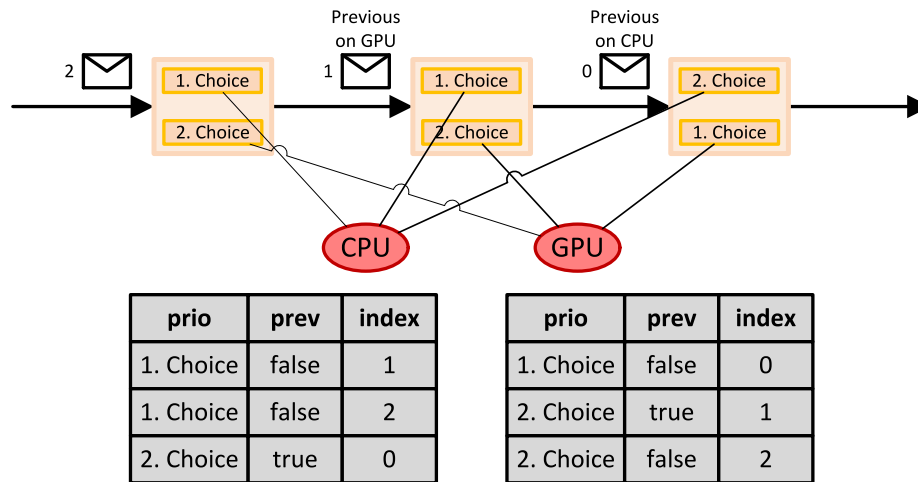 Previous
on GPU
Previous
on CPU
2
1
0
1. Choice
1. Choice
2. Choice
2. Choice
2. Choice
1. Choice
CPU
GPU
prio prev index
1. Choice false 1
1. Choice false 2
2. Choice true 0
prio prev index
1. Choice false 0
2. Choice true 1
2. Choice false 2